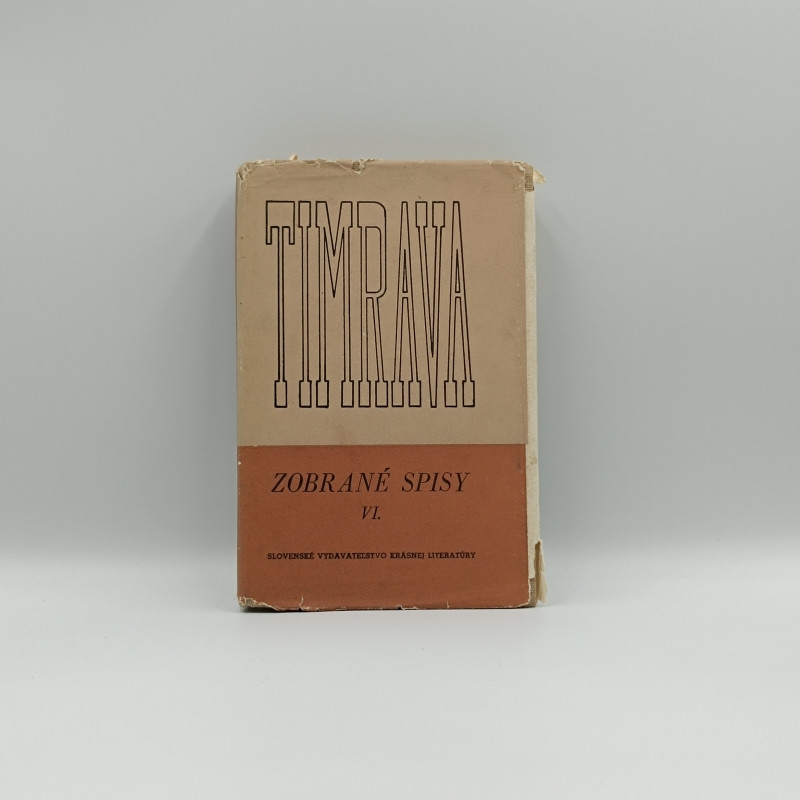 TIMRAVA
ZOBRANÉ SPISY
VI.
SLOVENSKÉ VYDAVATEĽSTVO KRÁSNEJ LITERATÚRY